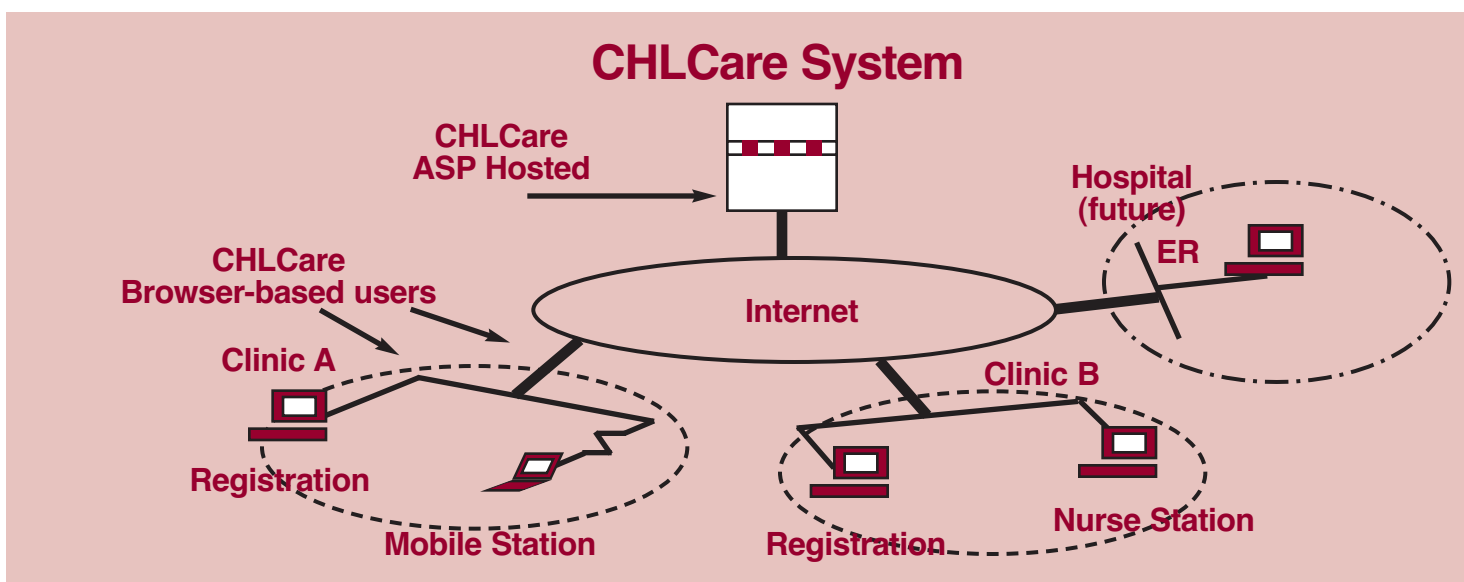 CHLCare System
CHLCare
ASP Hosted
Hospital
(future)
ER
CHLCare
Browser-based users
Internet
Clinic A
Clinic B
Registration
Mobile Station
Registration
Nurse Station